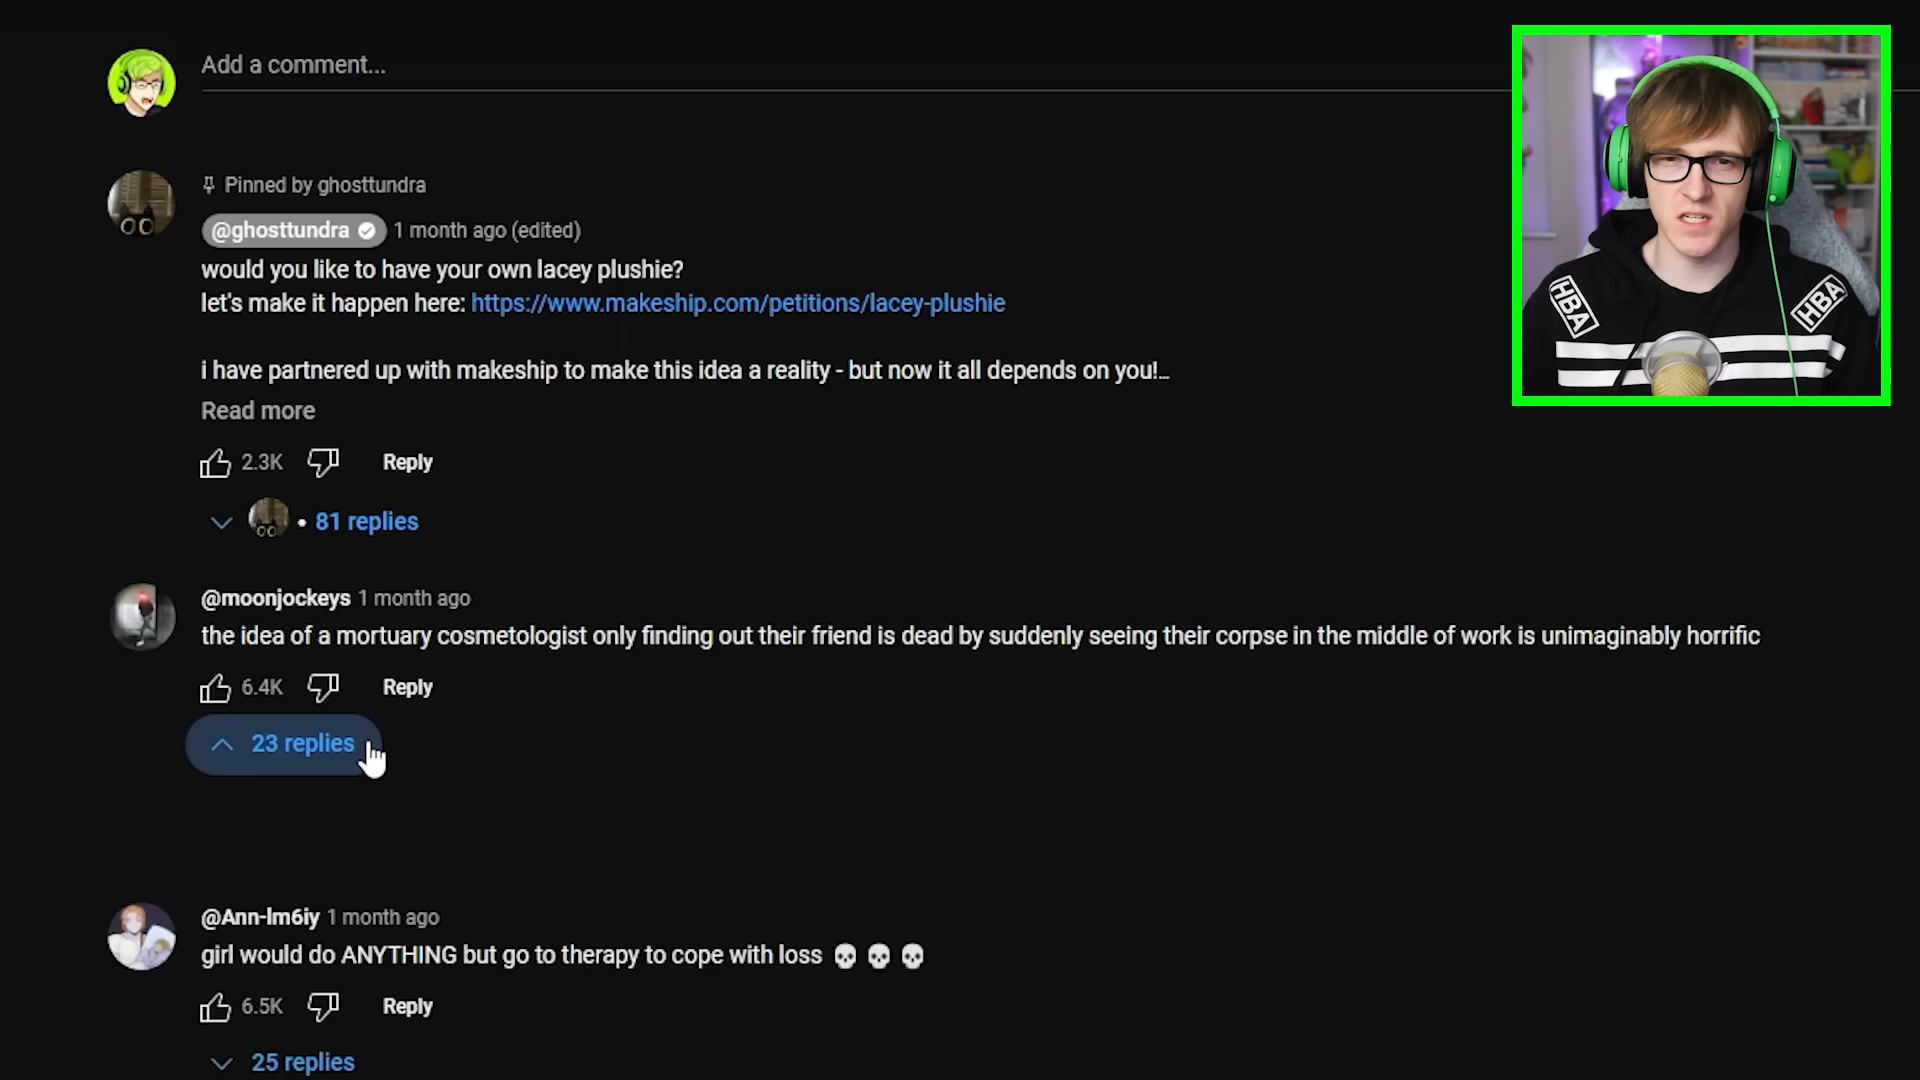 Add a comment...
Pinned by ghosttundra
@ghosttundra 1 month ago (edited)
would you like to have your own lacey plushie?
let's make it happen here: https://www.makeship.com/petitions/lacey-plushie
i have partnered up with makeship to make this idea a reality - but now it all depends on you!...
Read more
2.3K Reply
81 replies
@moonjockeys 1 month ago
the idea of a mortuary cosmetologist only finding out their friend is dead by suddenly seeing their corpse in the middle of work is unimaginably horrific
6.4K Reply
23 replies
@Ann-lm6iy 1 month ago
girl would do ANYTHING but go to therapy to cope with loss 💀 💀 💀
6.5K Reply
25 replies
HBA
HBA